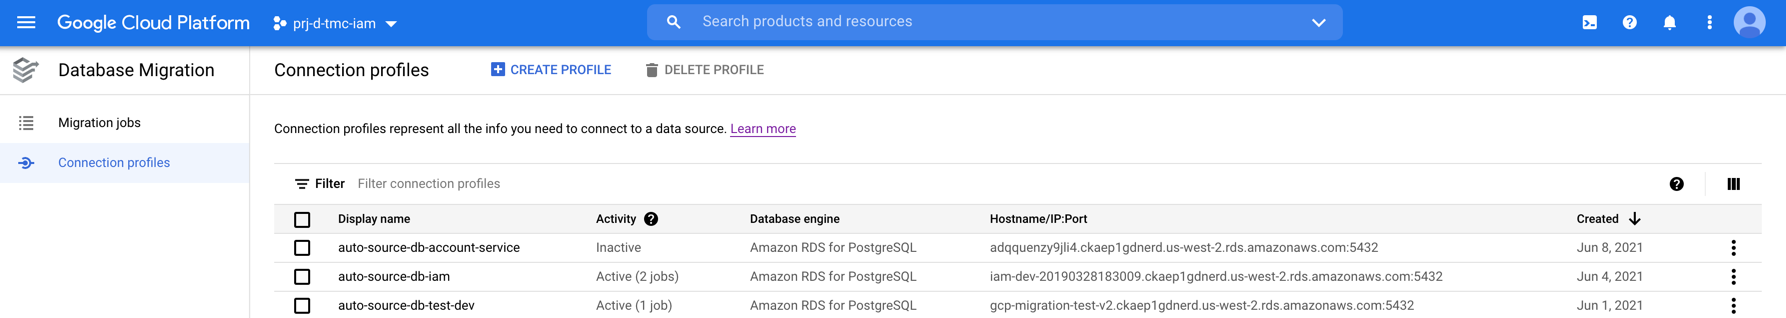 Google Cloud Platform prj-d-tmc-iam Search products and resources
Database Migration Connection profiles CREATE PROFILE DELETE PROFILE
Migration jobs
Connection profiles represent all the info you need to connect to a data source. Learn more
Connection profiles
Filter Filter connection profiles
Display name Activity Database engine Hostname/IP:Port Created
auto-source-db-account-service Inactive Amazon RDS for PostgreSQL adqquenzy9jli4.ckaep1gdnerd.us-west-2.rds.amazonaws.com:5432 Jun 8, 2021
auto-source-db-iam Active (2 jobs) Amazon RDS for PostgreSQL iam-dev-20190328183009.ckaep1gdnerd.us-west-2.rds.amazonaws.com:5432 Jun 4, 2021
auto-source-db-test-dev Active (1 job) Amazon RDS for PostgreSQL gcp-migration-test-v2.ckaep1gdnerd.us-west-2.rds.amazonaws.com:5432 Jun 1, 2021